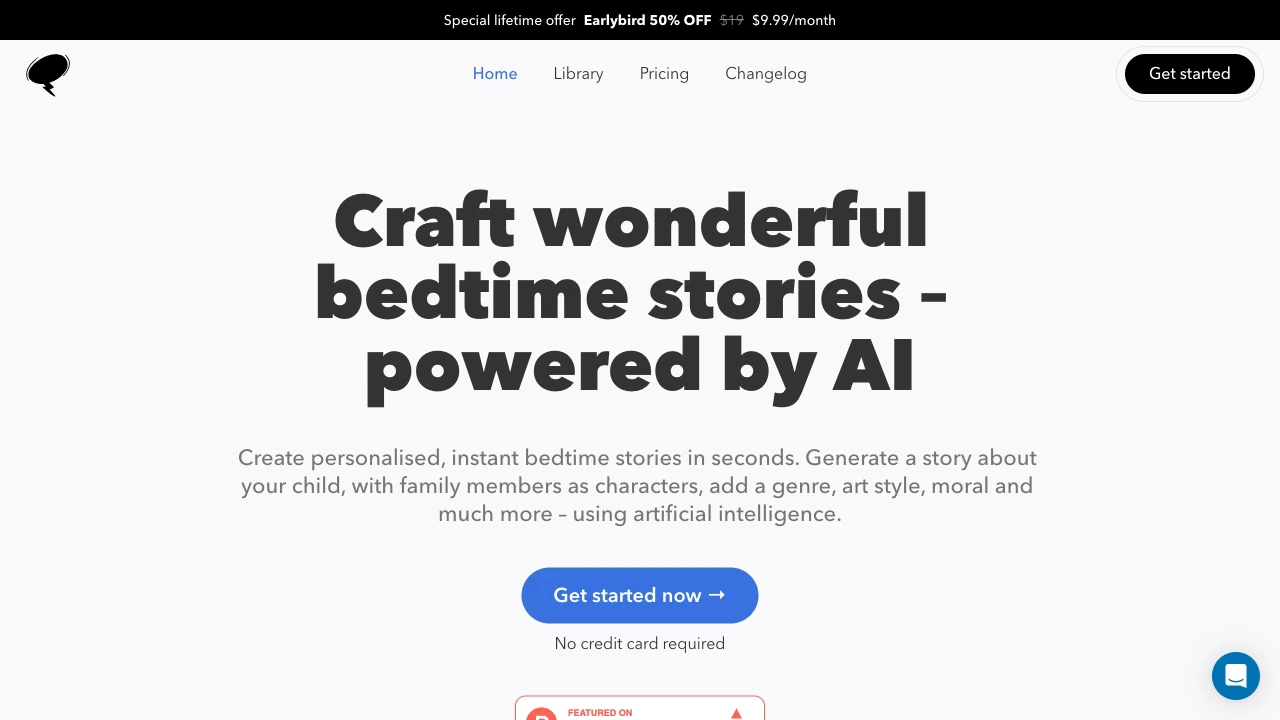 Special lifetime offer Earlybird 50% OFF $19 $9.99/month
Home Library Pricing Changelog
Get started
Craft wonderful
bedtime stories –
powered by AI
Create personalised, instant bedtime stories in seconds. Generate a story about
your child, with family members as characters, add a genre, art style, moral and
much more – using artificial intelligence.
Get started now →
No credit card required
FEATURED ON